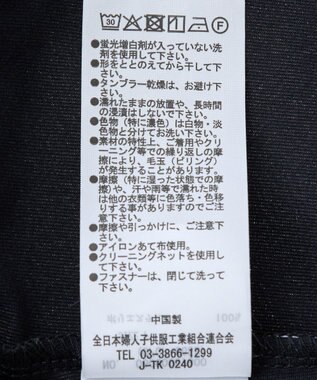 30 P F
●蛍光増白剤が入っていない洗
剤を使用して下さい。
●形をととのえてから干して下
さい。
●タンブラー乾燥は、お避け下
さい。
●濡れたままの放置や、長時間
の浸漬はしないで下さい。
●色物（特に濃色）は白物・淡
色物と分けてお洗い下さい。
●素材の特性上、ご着用やクリ
ーニング等での繰り返しの摩
擦により、毛玉（ピリング）
が発生することがあります。
●摩擦（特に湿った状態での摩
擦）や、汗や雨等で濡れた時
は他の衣類等に色落ち・色移
りする事がありますのでご注
意下さい。
●摩擦や引っかけに、ご注意下
さい。
●アイロンあて布使用。
●クリーニングネットを使用し
て下さい。
●ファスナーは、閉じて洗って
下さい。
中国製
全日本婦人子供服工業組合連合会
TEL 03-3866-1299
J-TK 0240